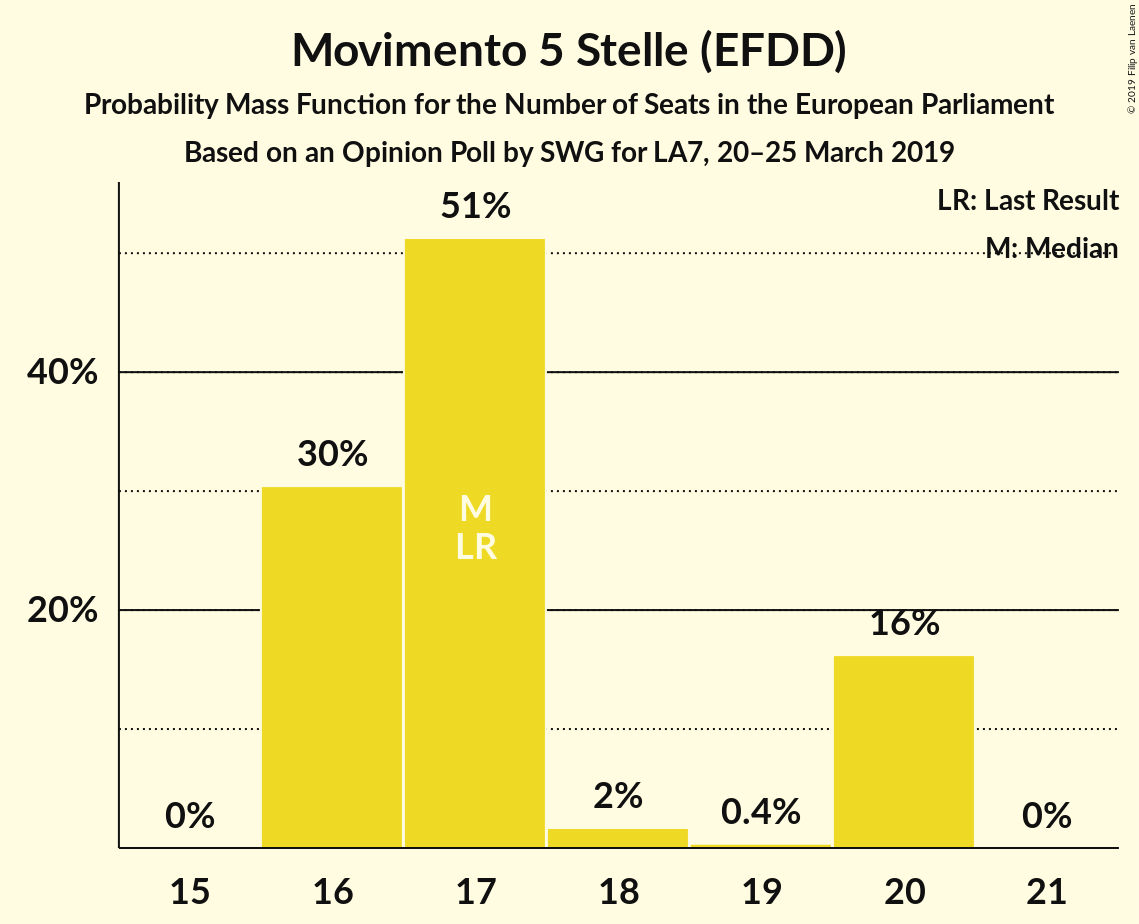 Movimento 5 Stelle (EFDD)
Probability Mass Function for the Number of Seats in the European Parliament
Based on an Opinion Poll by SWG for LA7, 20–25 March 2019
© 2019 Filip van Laenen
LR: Last Result
M: Median
51%
40%
30%
M
LR
20%
16%
2%
0.4%
0%
0%
15 16 17 18 19 20 21